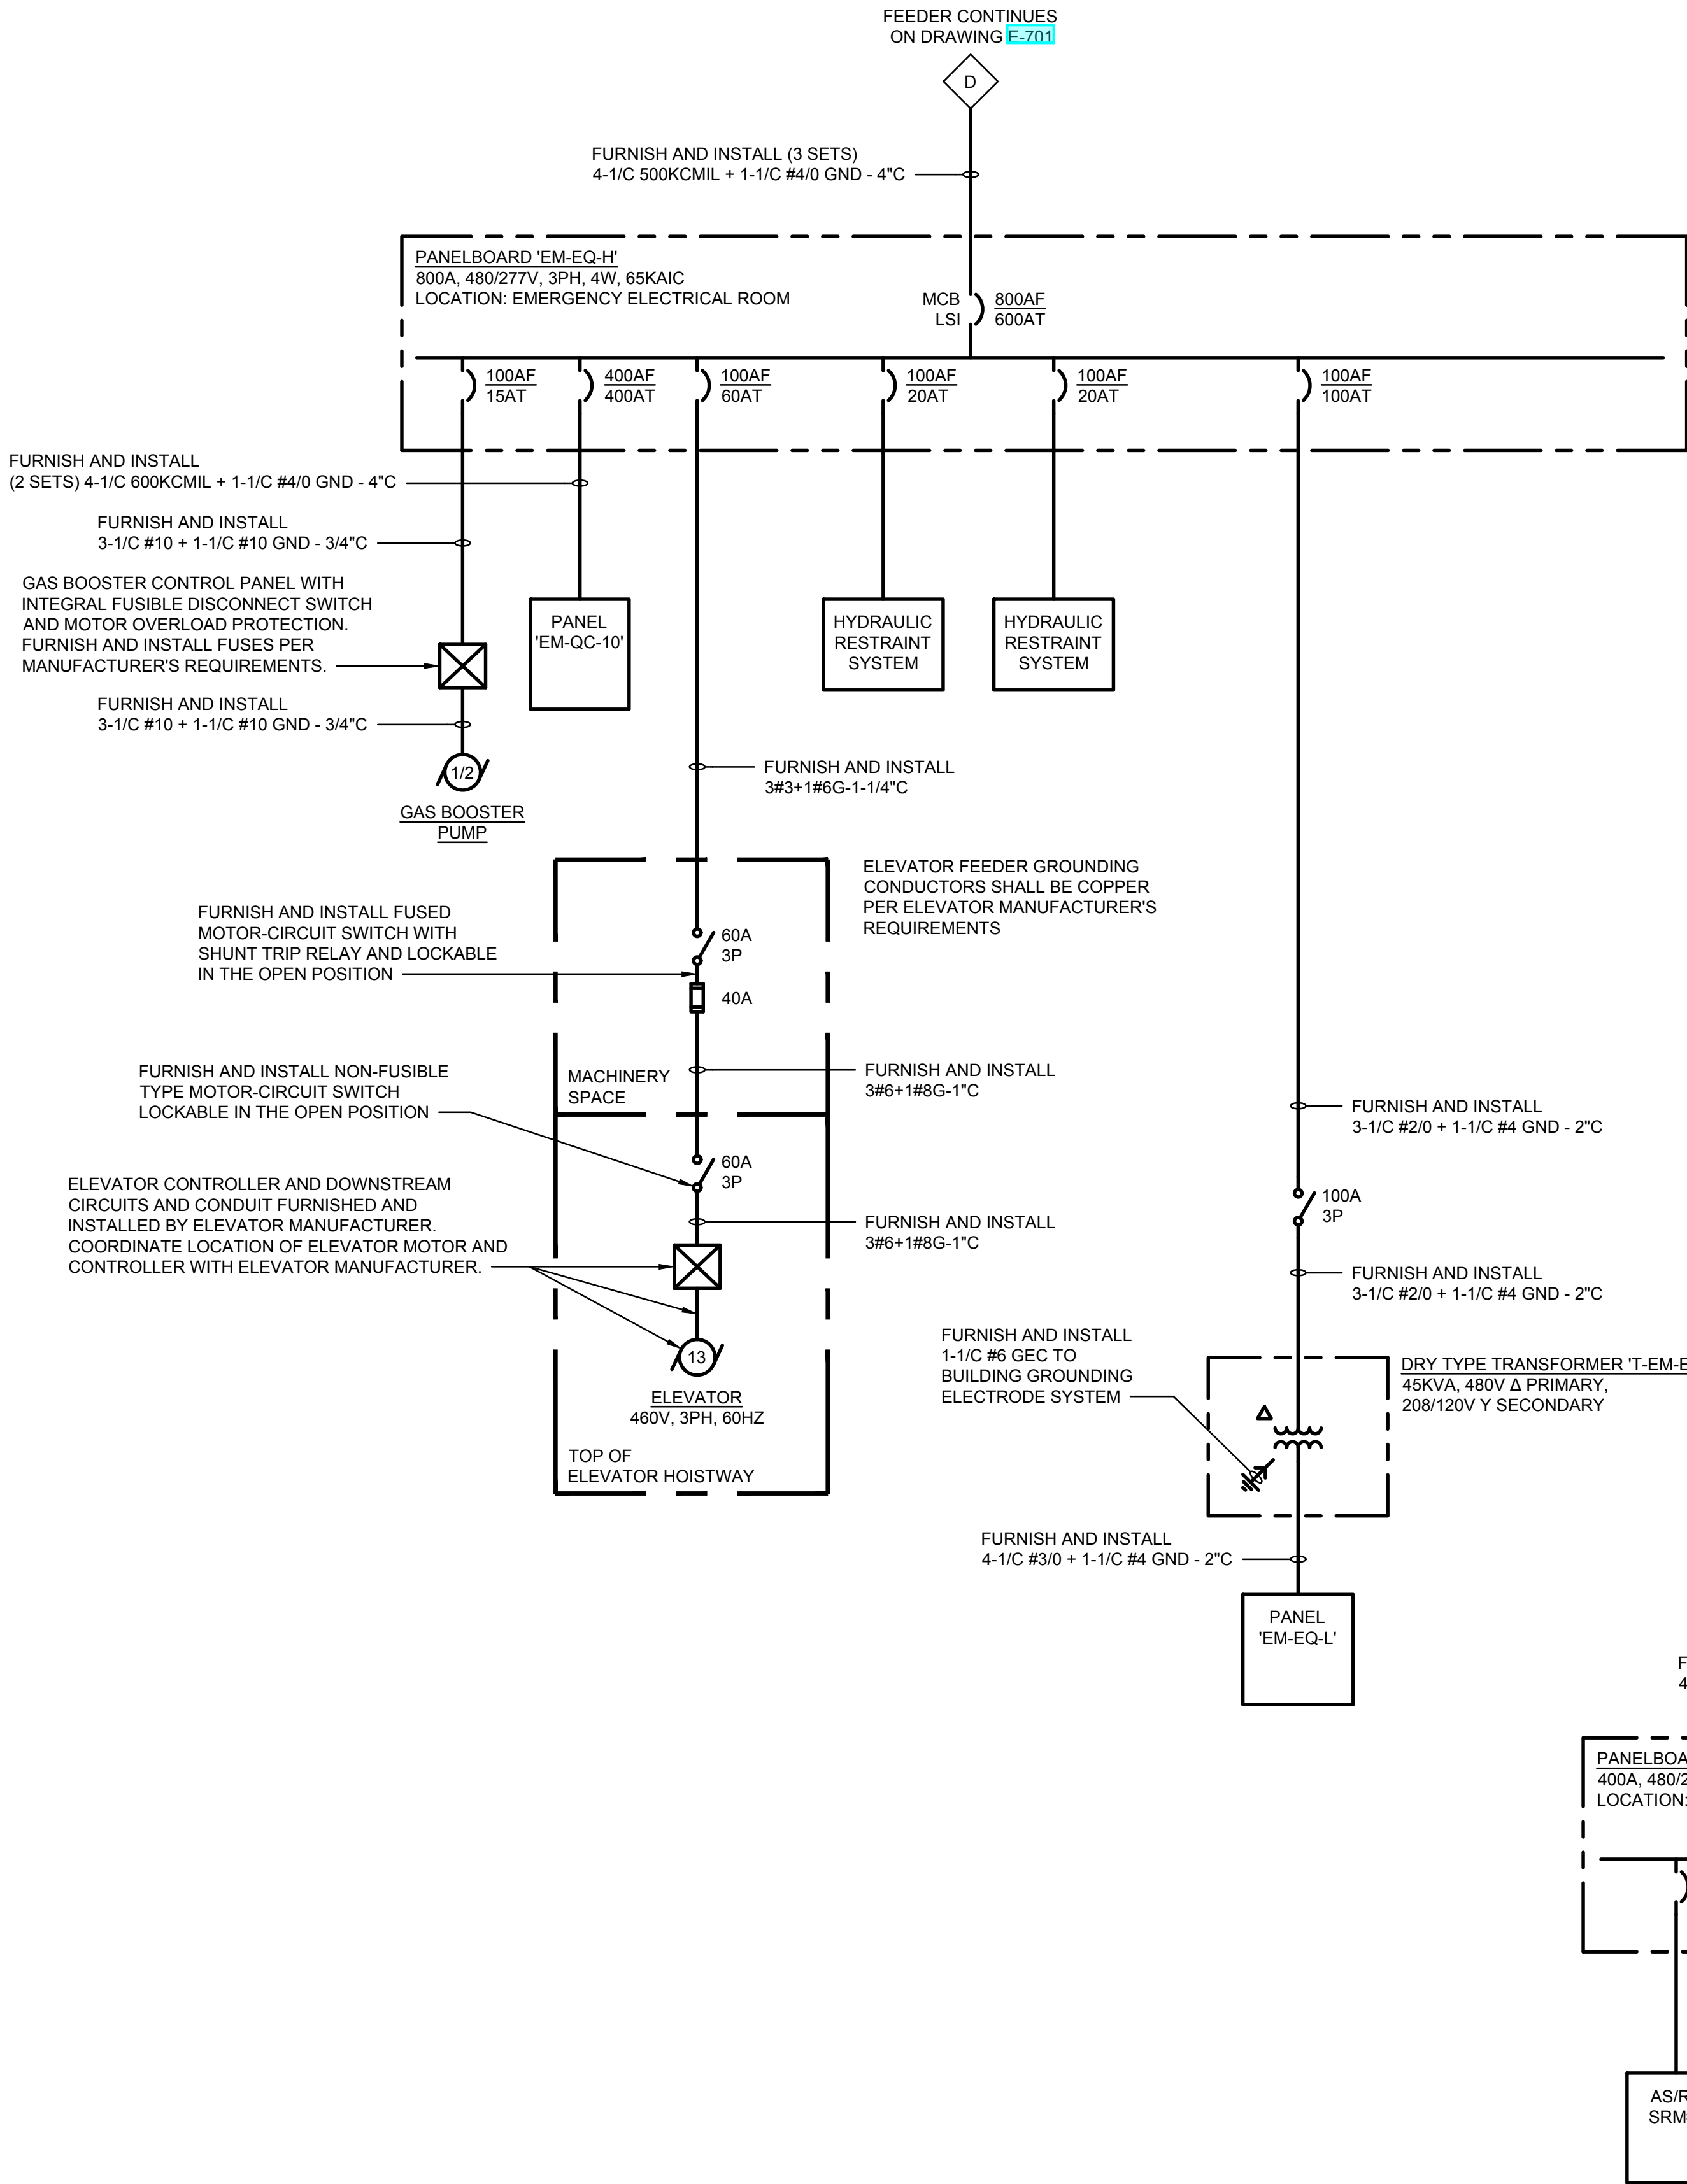 FEEDER CONTINUES
ON DRAWING E-701
D
FURNISH AND INSTALL (3 SETS)
4-1/C 500KCMIL + 1-1/C #4/0 GND - 4"C
PANELBOARD 'EM-EQ-H'
800A, 480/277V, 3PH, 4W, 65KAIC
LOCATION: EMERGENCY ELECTRICAL ROOM
MCB
LSI
800AF
600AT
100AF
15AT
400AF
400AT
100AF
60AT
100AF
20AT
100AF
20AT
100AF
100AT
FURNISH AND INSTALL
(2 SETS) 4-1/C 600KCMIL + 1-1/C #4/0 GND - 4"C
FURNISH AND INSTALL
3-1/C #10 + 1-1/C #10 GND - 3/4"C
GAS BOOSTER CONTROL PANEL WITH
INTEGRAL FUSIBLE DISCONNECT SWITCH
AND MOTOR OVERLOAD PROTECTION.
FURNISH AND INSTALL FUSES PER
MANUFACTURER'S REQUIREMENTS.
FURNISH AND INSTALL
3-1/C #10 + 1-1/C #10 GND - 3/4"C
1/2
GAS BOOSTER
PUMP
PANEL
'EM-QC-10'
HYDRAULIC
RESTRAINT
SYSTEM
HYDRAULIC
RESTRAINT
SYSTEM
FURNISH AND INSTALL
3#3+1#6G-1-1/4"C
ELEVATOR FEEDER GROUNDING
CONDUCTORS SHALL BE COPPER
PER ELEVATOR MANUFACTURER'S
REQUIREMENTS
FURNISH AND INSTALL FUSED
MOTOR-CIRCUIT SWITCH WITH
SHUNT TRIP RELAY AND LOCKABLE
IN THE OPEN POSITION
60A
3P
40A
FURNISH AND INSTALL NON-FUSIBLE
TYPE MOTOR-CIRCUIT SWITCH
LOCKABLE IN THE OPEN POSITION
MACHINERY
SPACE
FURNISH AND INSTALL
3#6+1#8G-1"C
60A
3P
ELEVATOR CONTROLLER AND DOWNSTREAM
CIRCUITS AND CONDUIT FURNISHED AND
INSTALLED BY ELEVATOR MANUFACTURER.
COORDINATE LOCATION OF ELEVATOR MOTOR AND
CONTROLLER WITH ELEVATOR MANUFACTURER.
FURNISH AND INSTALL
3#6+1#8G-1"C
13
ELEVATOR
460V, 3PH, 60HZ
TOP OF
ELEVATOR HOISTWAY
FURNISH AND INSTALL
3-1/C #2/0 + 1-1/C #4 GND - 2"C
100A
3P
FURNISH AND INSTALL
3-1/C #2/0 + 1-1/C #4 GND - 2"C
FURNISH AND INSTALL
1-1/C #6 GEC TO
BUILDING GROUNDING
ELECTRODE SYSTEM
DRY TYPE TRANSFORMER 'T-EM-E
45KVA, 480V Δ PRIMARY,
208/120V Y SECONDARY
Δ
FURNISH AND INSTALL
4-1/C #3/0 + 1-1/C #4 GND - 2"C
PANEL
'EM-EQ-L'
F
4
PANELBOA
400A, 480/2
LOCATION:
AS/R
SRM